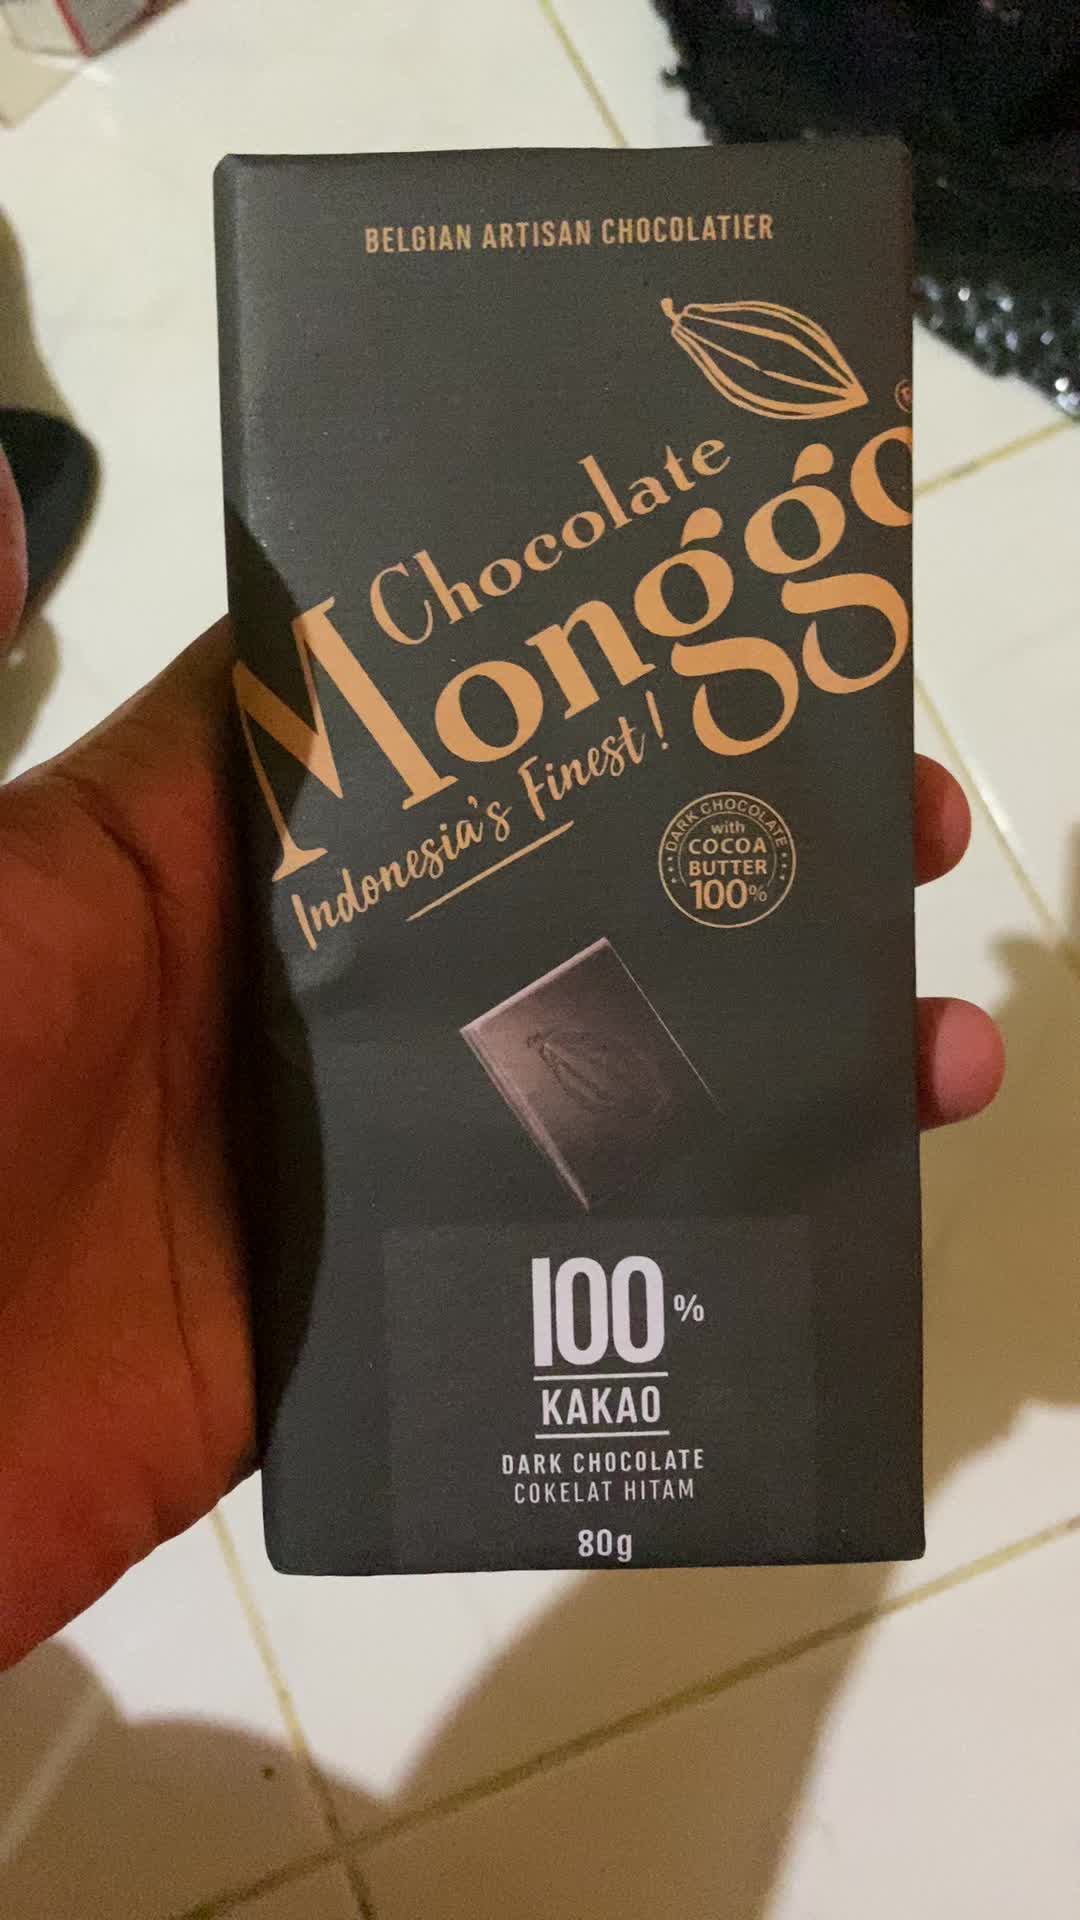 BELGIAN ARTISAN CHOCOLATIER
Chocolate
Monggo
Indonesia's Finest!
DARK CHOCOLATE
with
COCOA
BUTTER
100%
100%
KAKAO
DARK CHOCOLATE
COKELAT HITAM
80g